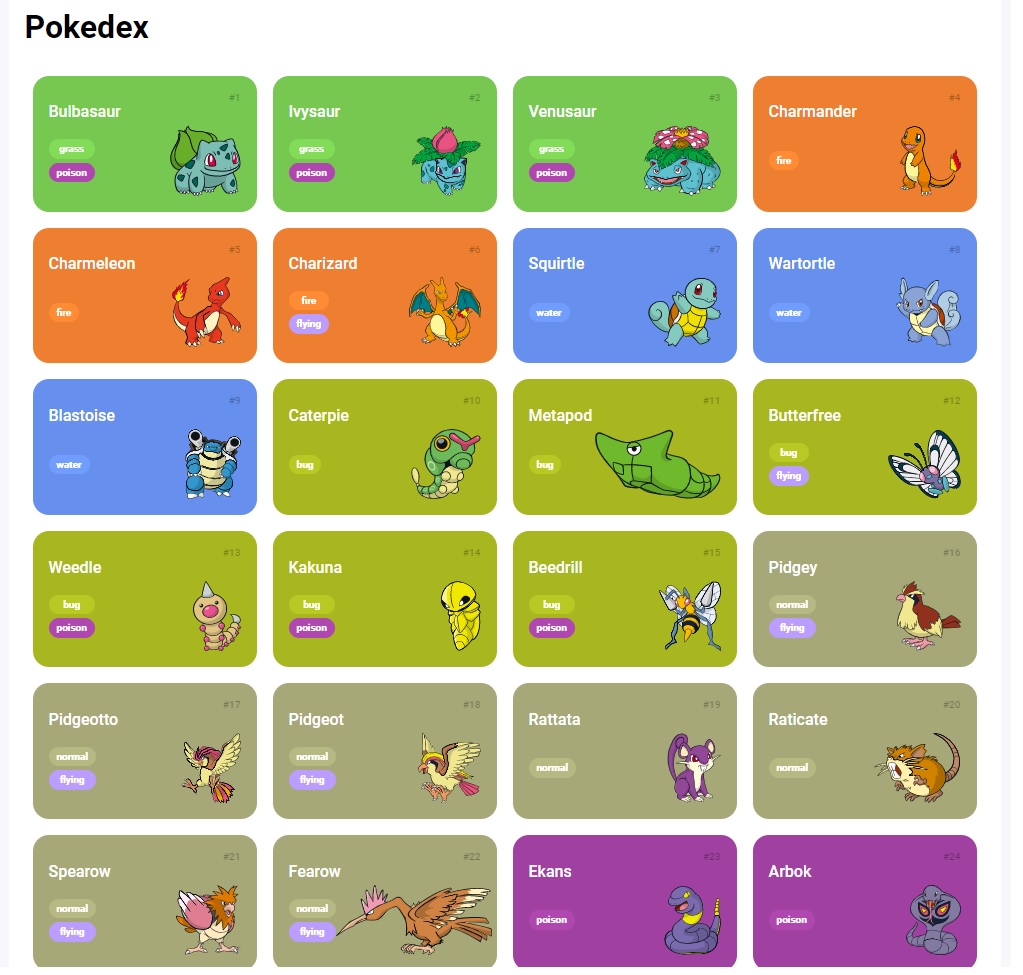 Pokedex
#1
Bulbasaur
grass
poison
#2
Ivysaur
grass
poison
#3
Venusaur
grass
poison
#4
Charmander
fire
#5
Charmeleon
fire
#6
Charizard
fire
flying
#7
Squirtle
water
#8
Wartortle
water
#9
Blastoise
water
#10
Caterpie
bug
#11
Metapod
bug
#12
Butterfree
bug
flying
#13
Weedle
bug
poison
#14
Kakuna
bug
poison
#15
Beedrill
bug
poison
#16
Pidgey
normal
flying
#17
Pidgeotto
normal
flying
#18
Pidgeot
normal
flying
#19
Rattata
normal
#20
Raticate
normal
#21
Spearow
normal
flying
#22
Fearow
normal
flying
#23
Ekans
poison
#24
Arbok
poison